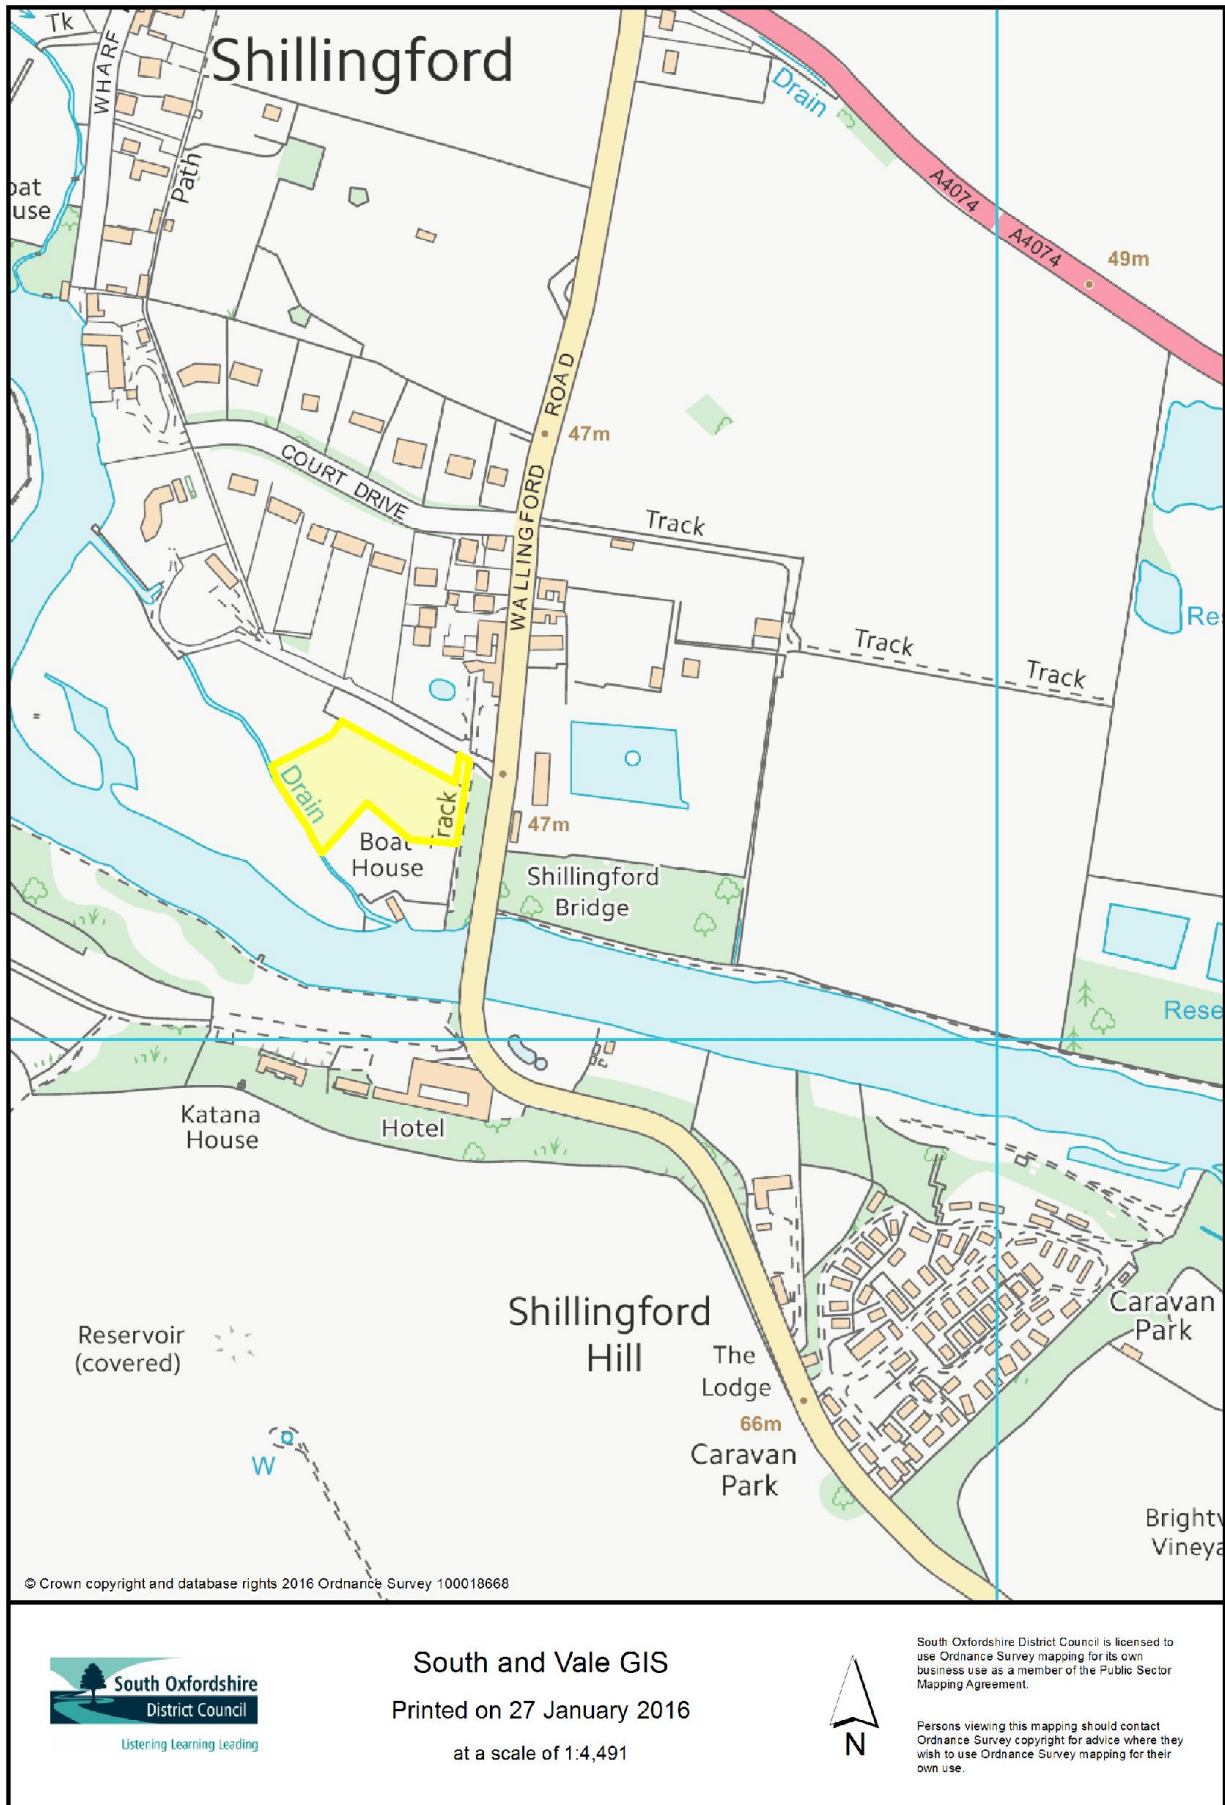 Tk
WHARF
Shillingford
Drain
Path
A4074
A4074
49m
ROAD
47m
COURT DRIVE
WALLINGFORD
Track
Track
Track
Drain
Track
47m
Boat
House
Shillingford
Bridge
Katana
House
Hotel
Shillingford
Hill
Reservoir
(covered)
The
Lodge
66m
Caravan
Park
Caravan
Park
W
© Crown copyright and database rights 2016 Ordnance Survey 100018668
South Oxfordshire
District Council
Listening Learning Leading
South and Vale GIS
Printed on 27 January 2016
at a scale of 1:4,491
N
South Oxfordshire District Council is licensed to
use Ordnance Survey mapping for its own
business use as a member of the Public Sector
Mapping Agreement.
Persons viewing this mapping should contact
Ordnance Survey copyright for advice where they
wish to use Ordnance Survey mapping for their
own use.